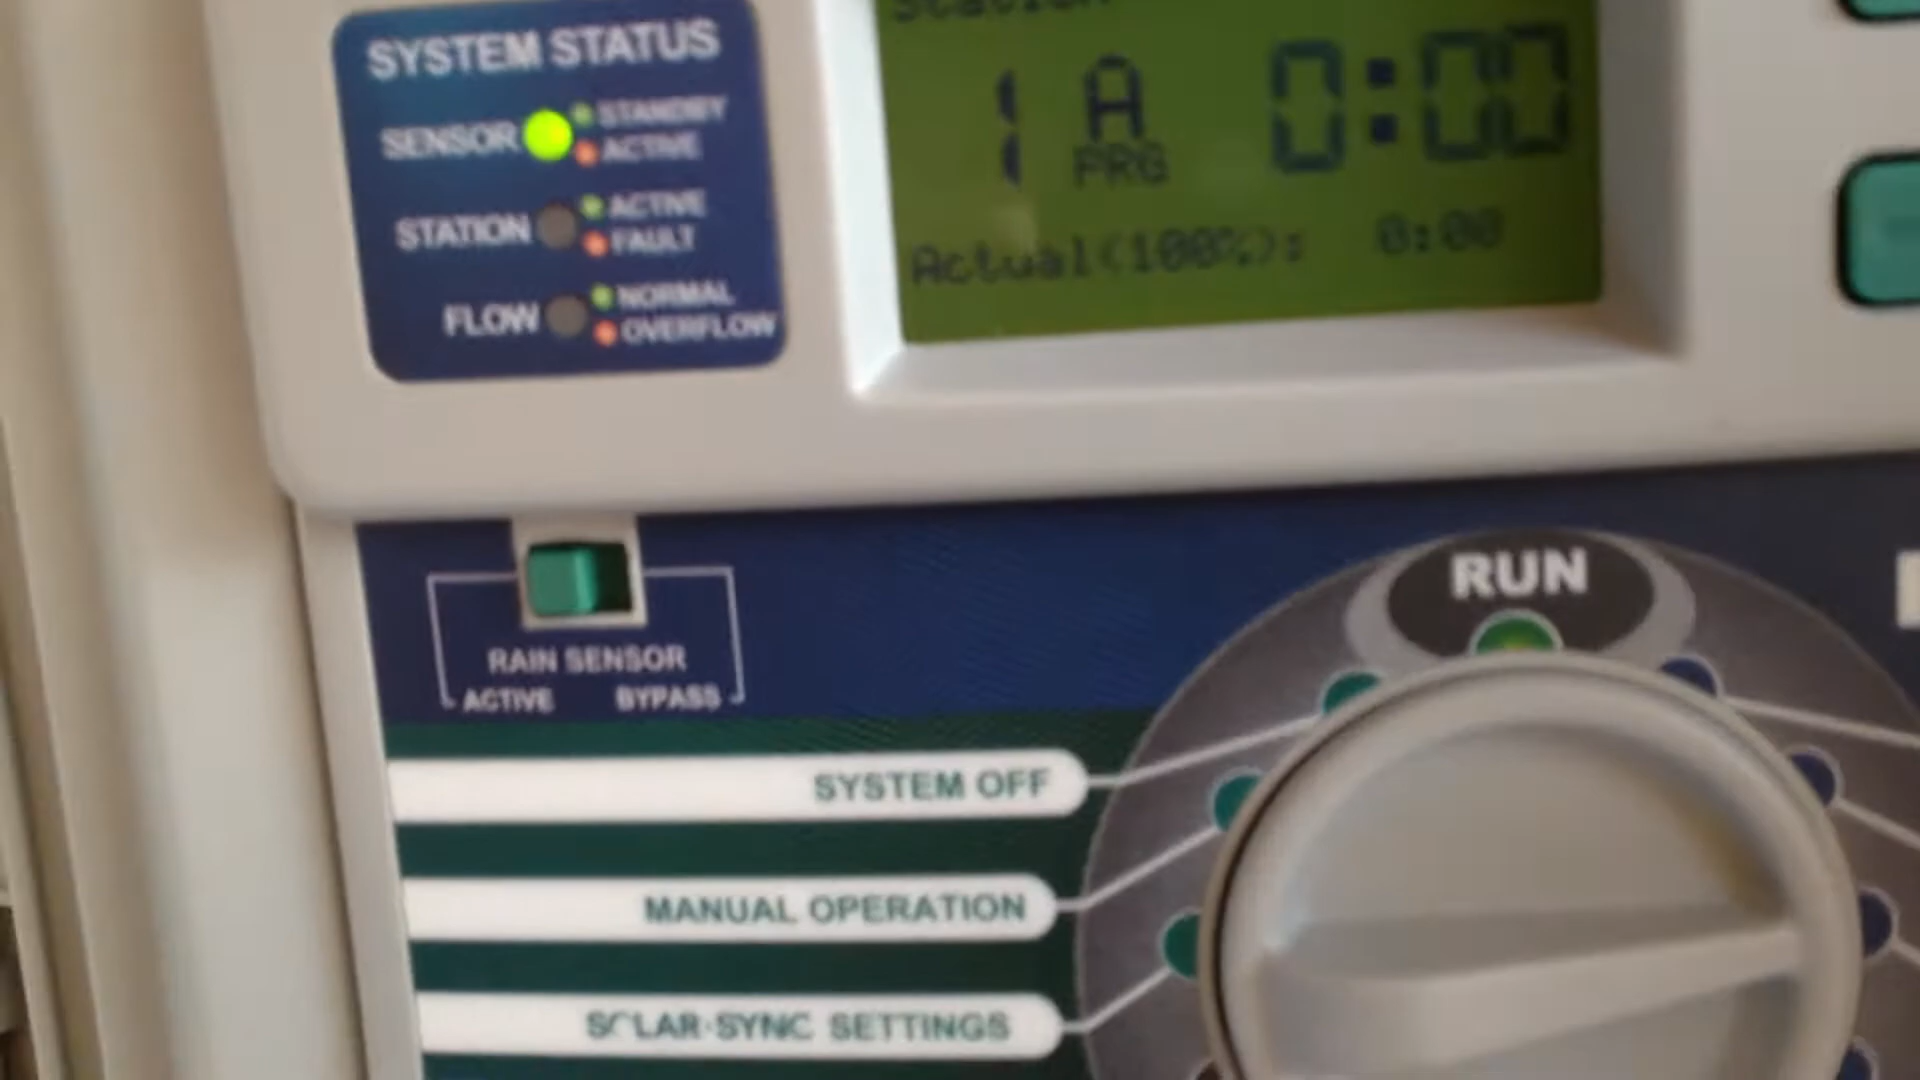 SYSTEM STATUS
SENSOR STANDBY
ACTIVE
STATION ACTIVE
FAULT
FLOW NORMAL
OVERFLOW
Station
1 A 0:00
PRG
Actual(100%): 0:00
RAIN SENSOR
ACTIVE BYPASS
RUN
SYSTEM OFF
MANUAL OPERATION
SOLAR·SYNC SETTINGS